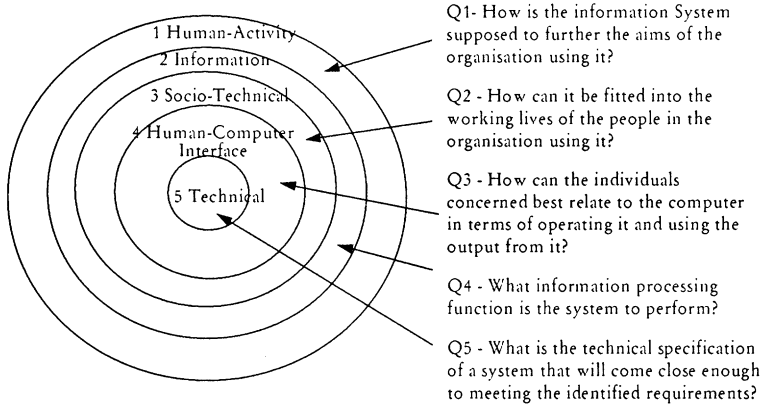 1 Human-Activity
2 Information
3 Socio-Technical
4 Human-Computer
Interface
5 Technical
Q1- How is the information System
supposed to further the aims of the
organisation using it?
Q2 - How can it be fitted into the
working lives of the people in the
organisation using it?
Q3 - How can the individuals
concerned best relate to the computer
in terms of operating it and using the
output from it?
Q4 - What information processing
function is the system to perform?
Q5 - What is the technical specification
of a system that will come close enough
to meeting the identified requirements?